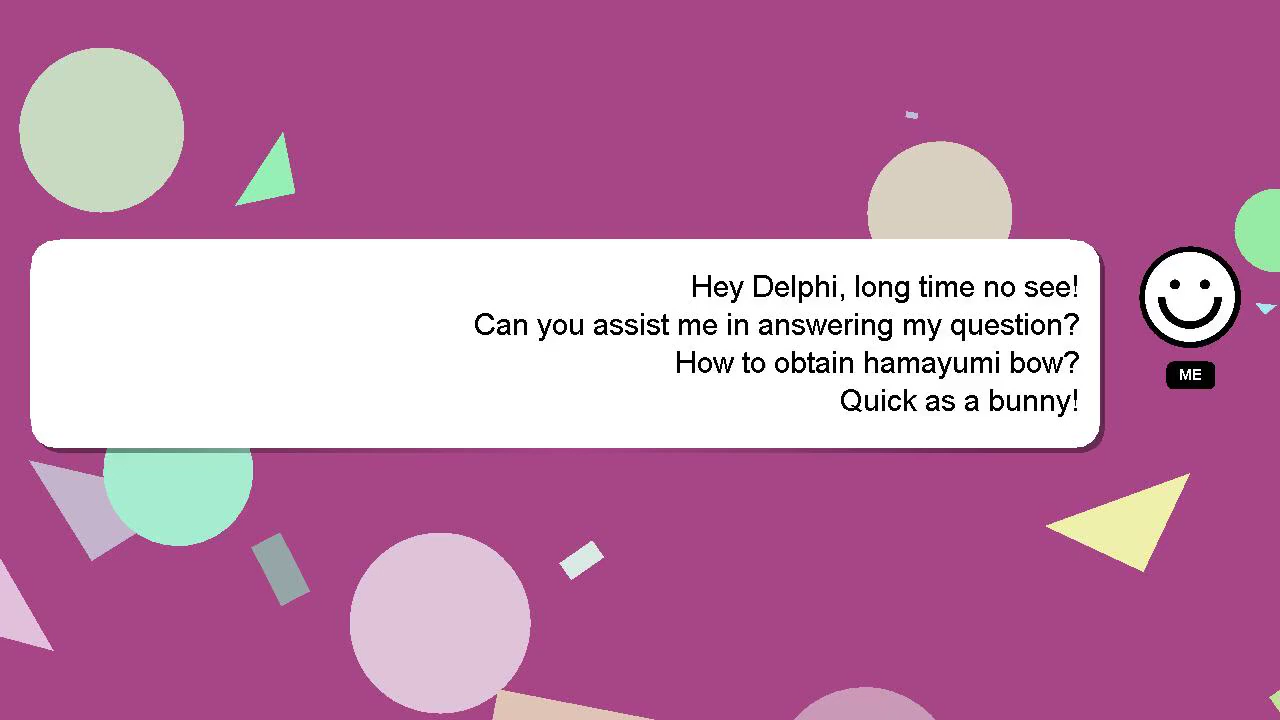 Hey Delphi, long time no see!
Can you assist me in answering my question?
How to obtain hamayumi bow?
Quick as a bunny!
ME